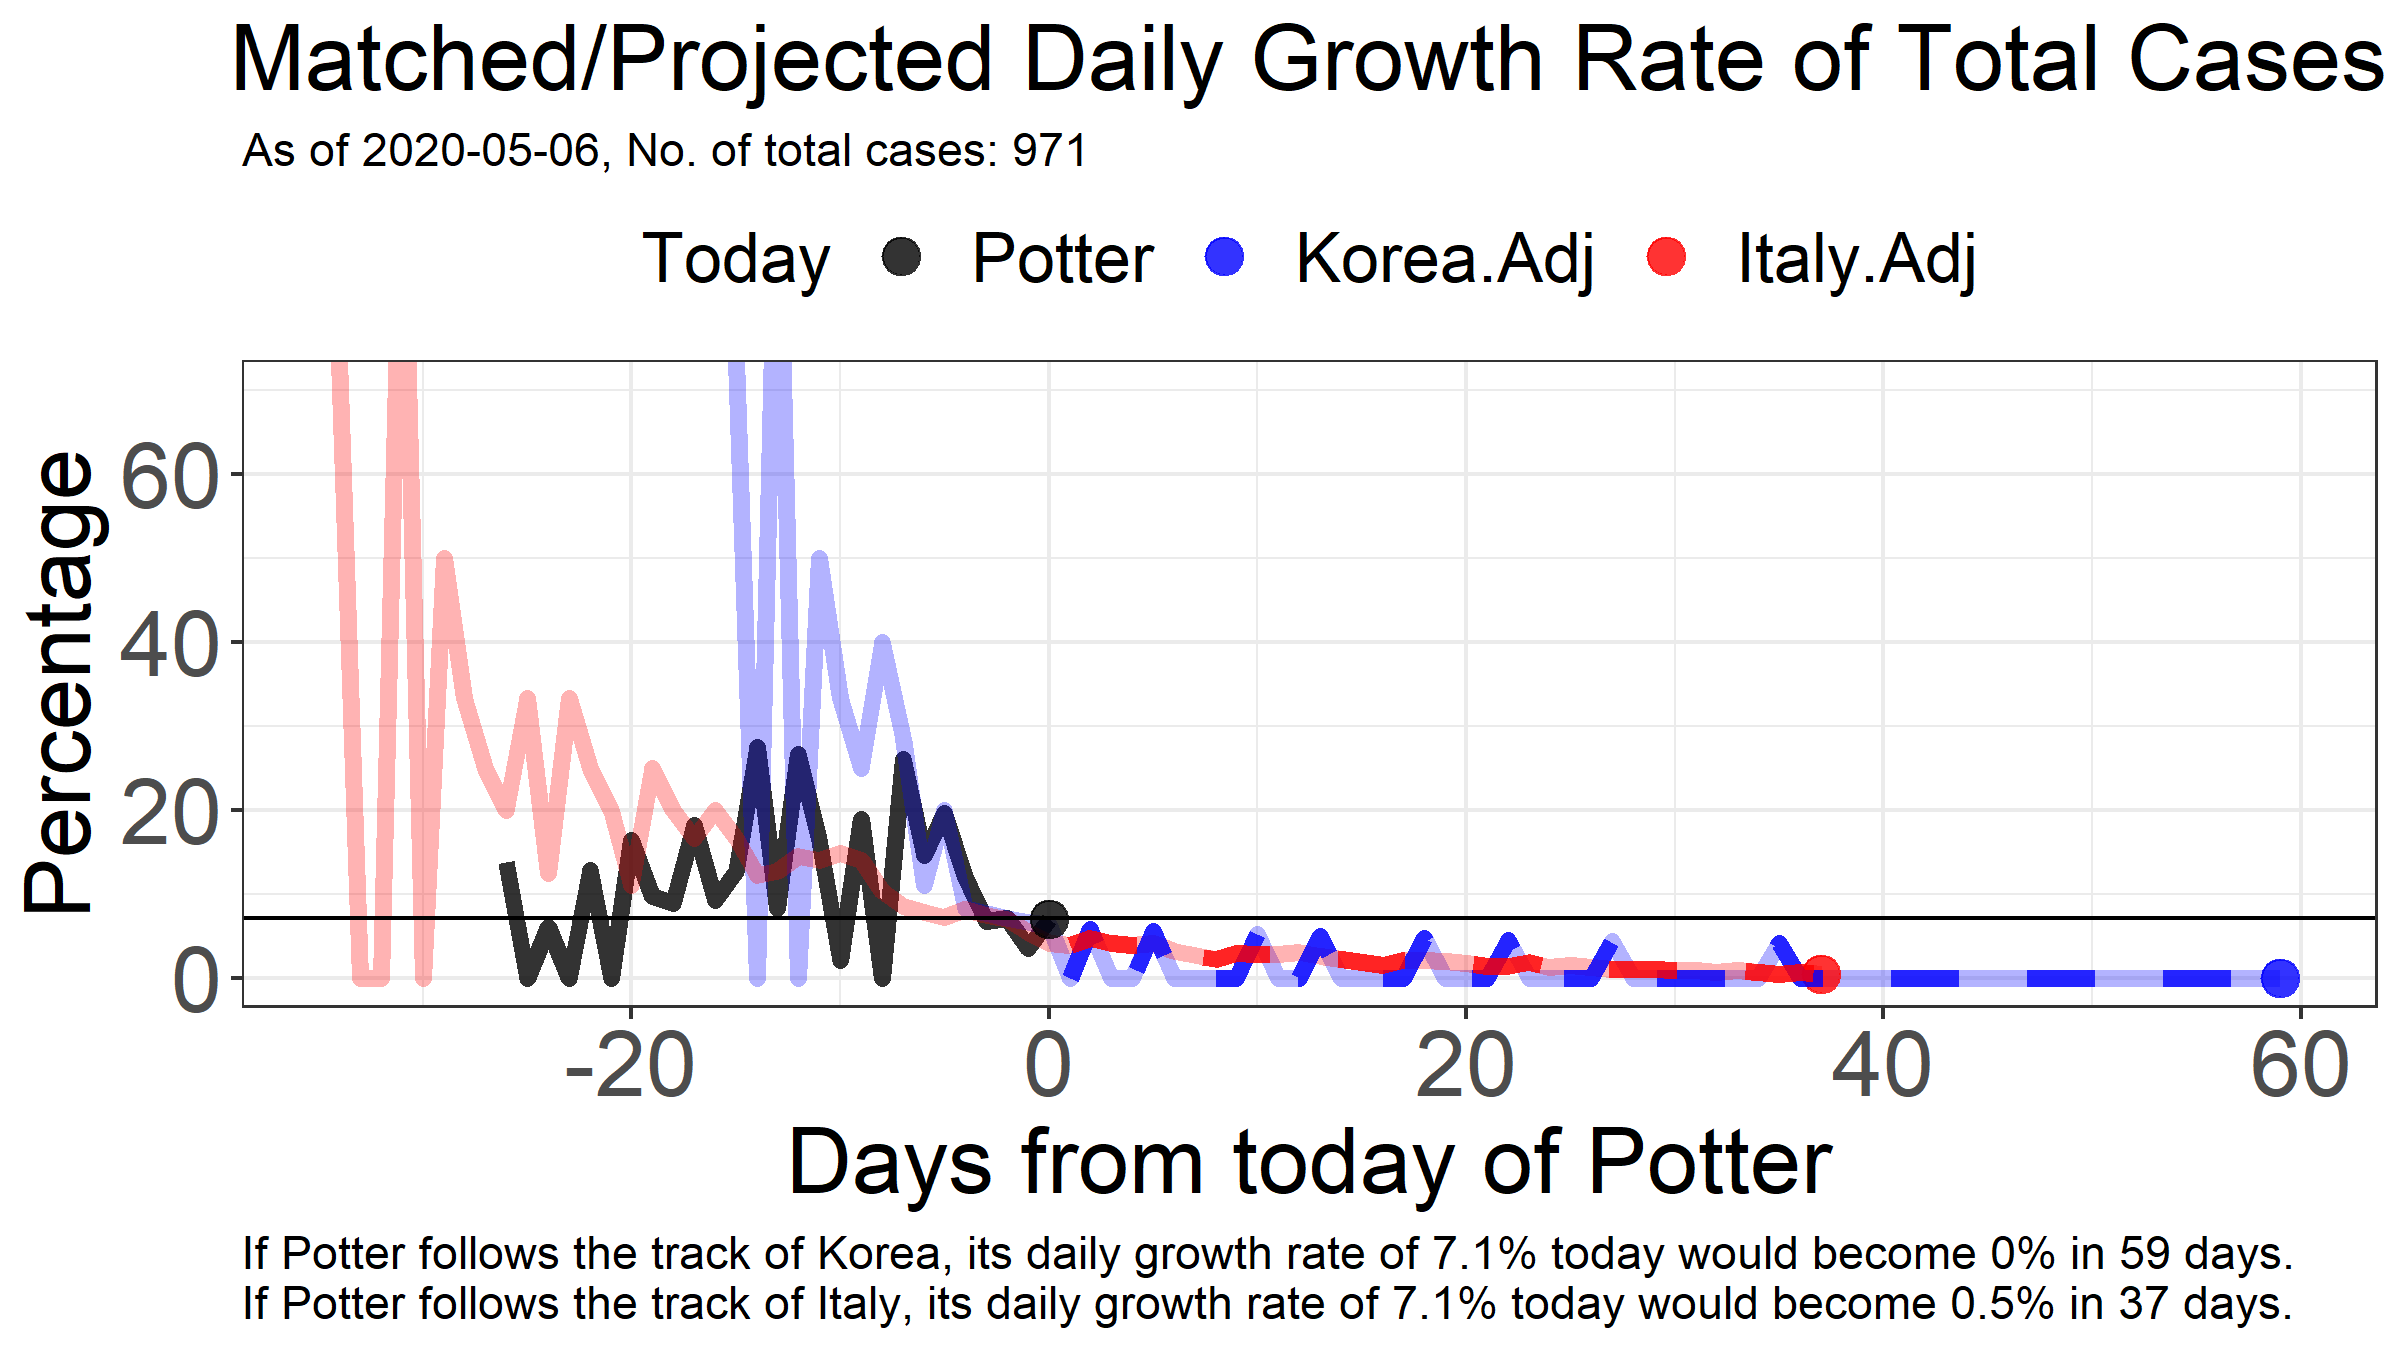 Matched/Projected Daily Growth Rate of Total Cases
As of 2020-05-06, No. of total cases: 971
Today Potter Korea.Adj Italy.Adj
Percentage
60
40
20
0
-20 0 20 40 60
Days from today of Potter
If Potter follows the track of Korea, its daily growth rate of 7.1% today would become 0% in 59 days.
If Potter follows the track of Italy, its daily growth rate of 7.1% today would become 0.5% in 37 days.